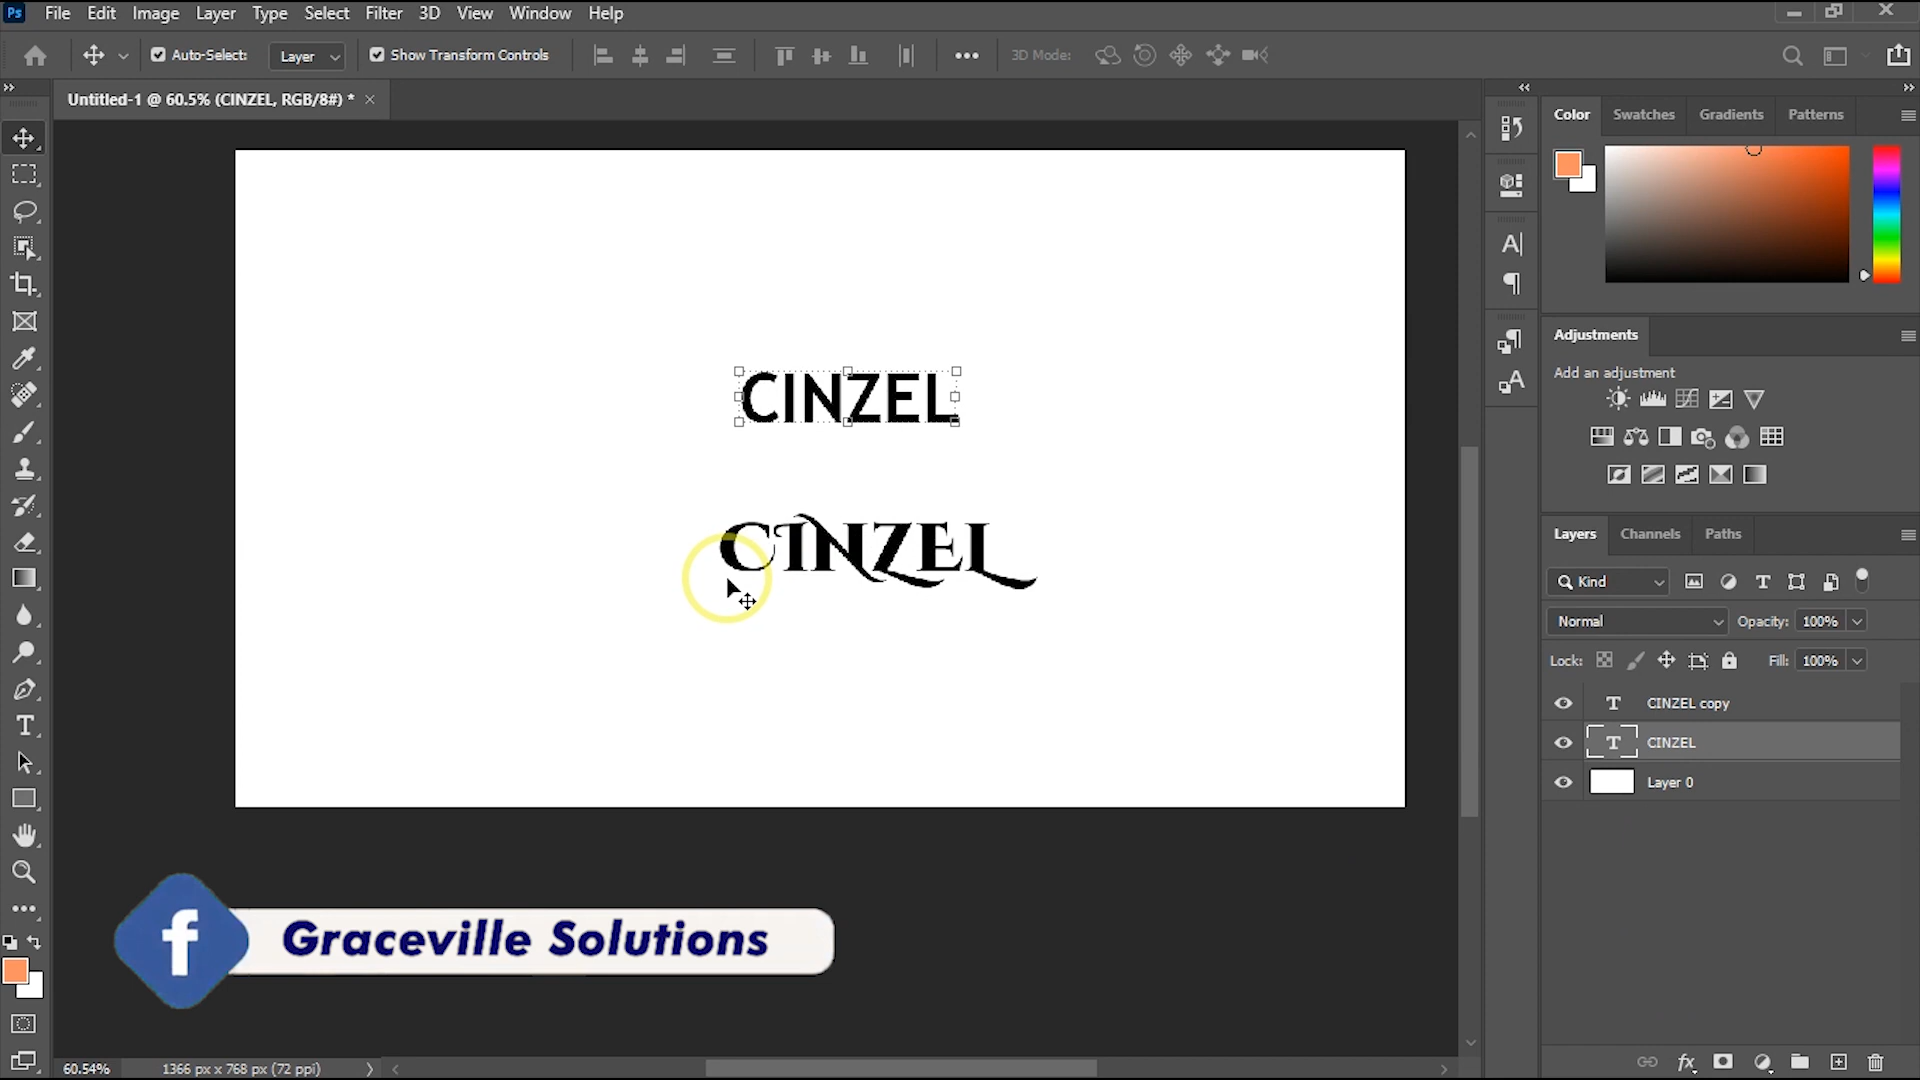 Ps File Edit Image Layer Type Select Filter 3D View Window Help
Auto-Select: Layer Show Transform Controls 3D Mode:
Untitled-1 @ 60.5% (CINZEL, RGB/8#) *
Color Swatches Gradients Patterns
Adjustments
Add an adjustment
CINZEL
CINZEL
Layers Channels Paths
Kind
Normal Opacity: 100%
Lock: Fill: 100%
CINZEL copy
CINZEL
Layer 0
f Graceville Solutions
60.54% 1366 px x 768 px (72 ppi)